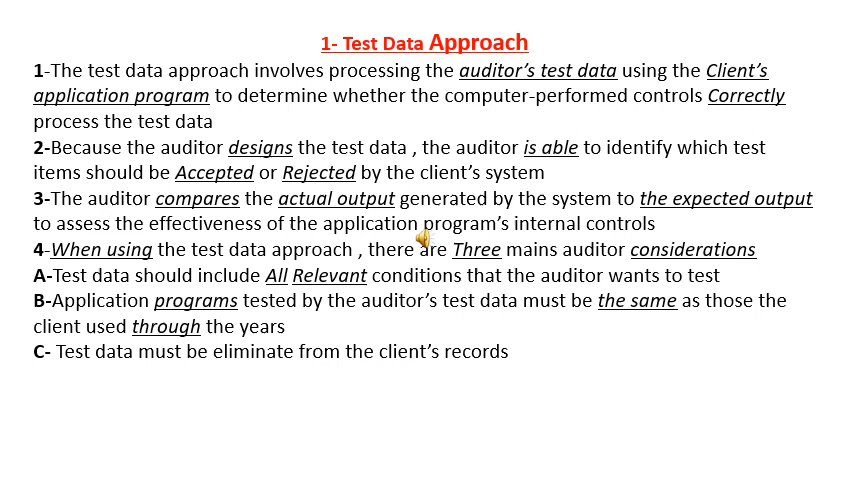 1- Test Data Approach
1-The test data approach involves processing the auditor's test data using the Client's
application program to determine whether the computer-performed controls Correctly
process the test data
2-Because the auditor designs the test data , the auditor is able to identify which test
items should be Accepted or Rejected by the client's system
3-The auditor compares the actual output generated by the system to the expected output
to assess the effectiveness of the application program's internal controls
4-When using the test data approach , there are Three mains auditor considerations
A-Test data should include All Relevant conditions that the auditor wants to test
B-Application programs tested by the auditor's test data must be the same as those the
client used through the years
C- Test data must be eliminate from the client's records